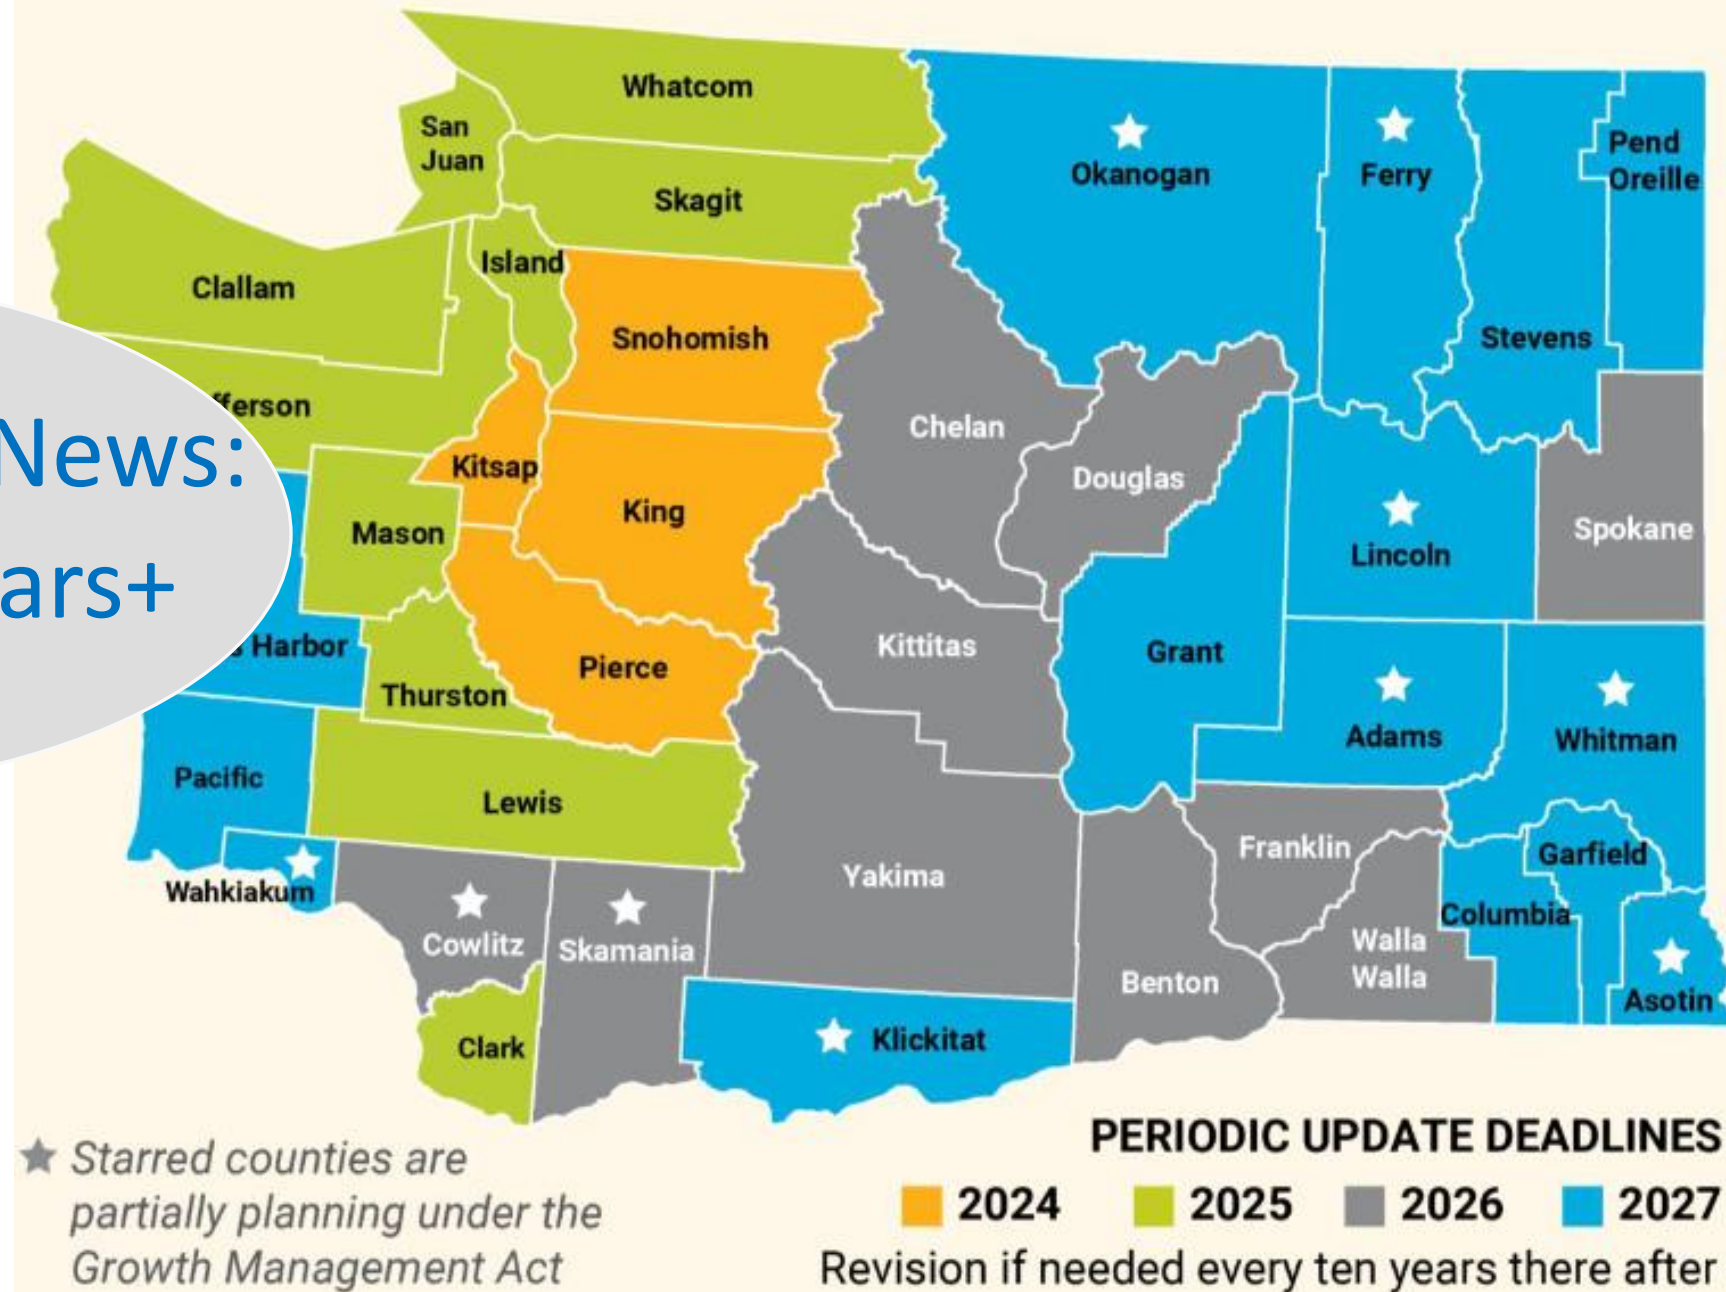 Whatcom
San
Juan
Skagit
Okanogan
Ferry
Pend
Oreille
Clallam
Island
Snohomish
Stevens
fferson
Chelan
Douglas
Kitsap
King
News:
ars+
Mason
Lincoln
Spokane
s Harbor
Thurston
Pierce
Kittitas
Grant
Adams
Whitman
Pacific
Lewis
Yakima
Franklin
Garfield
Wahkiakum
Cowlitz
Skamania
Columbia
Walla
Walla
Benton
Asotin
Clark
Klickitat
PERIODIC UPDATE DEADLINES
2024 2025 2026 2027
Revision if needed every ten years there after
Starred counties are
partially planning under the
Growth Management Act